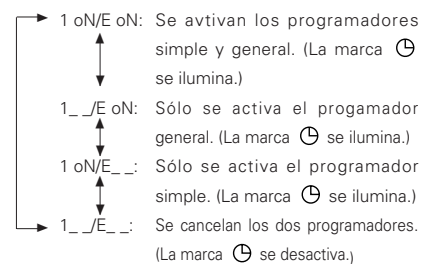 1 oN/E oN: Se avtivan los programadores
simple y general. (La marca
se ilumina.)
1_ _/E oN: Sólo se activa el progamador
general. (La marca se ilumina.)
1 oN/E_ _: Sólo se activa el programador
simple. (La marca se ilumina.)
1_ _/E_ _: Se cancelan los dos programadores.
(La marca se desactiva.)